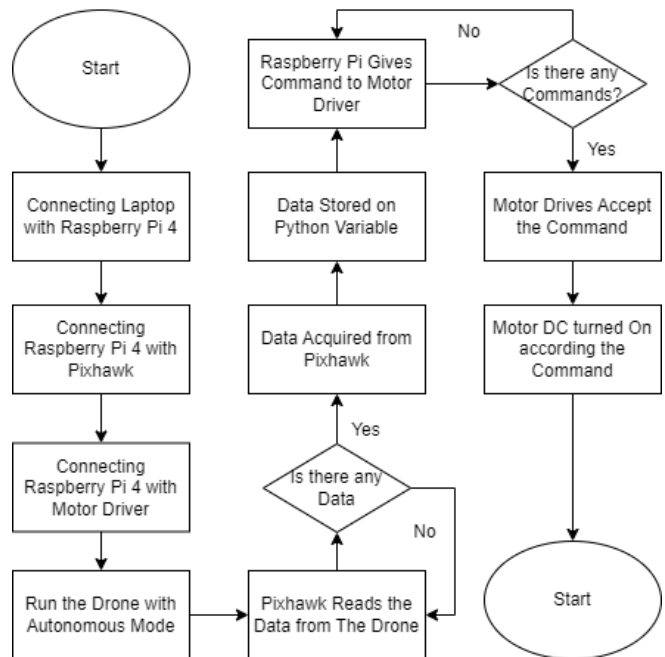 Start
Connecting Laptop
with Raspberry Pi 4
Connecting
Raspberry Pi 4 with
Pixhawk
Connecting
Raspberry Pi 4 with
Motor Driver
Run the Drone with
Autonomous Mode
Pixhawk Reads the
Data from The Drone
Is there any
Data
No
Yes
Data Acquired from
Pixhawk
Data Stored on
Python Variable
Raspberry Pi Gives
Command to Motor
Driver
Is there any
Commands?
No
Yes
Motor Drives Accept
the Command
Motor DC turned On
according the
Command
Start